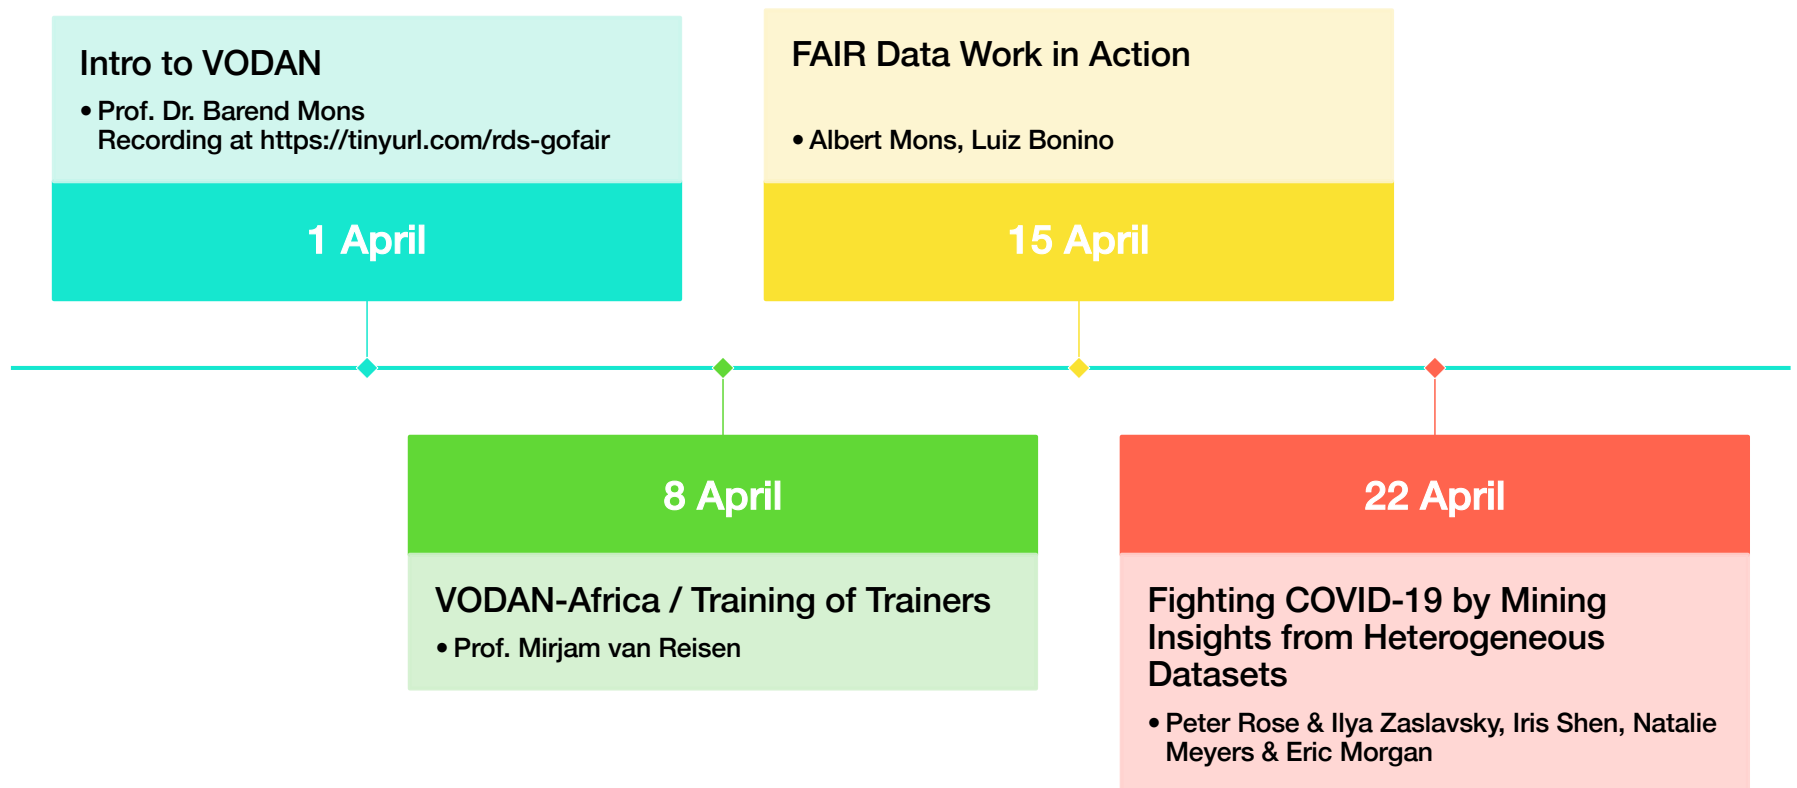 Intro to VODAN
• Prof. Dr. Barend Mons
Recording at https://tinyurl.com/rds-gofair
1 April
FAIR Data Work in Action
• Albert Mons, Luiz Bonino
15 April
8 April
VODAN-Africa / Training of Trainers
• Prof. Mirjam van Reisen
22 April
Fighting COVID-19 by Mining
Insights from Heterogeneous
Datasets
• Peter Rose & Ilya Zaslavsky, Iris Shen, Natalie
Meyers & Eric Morgan